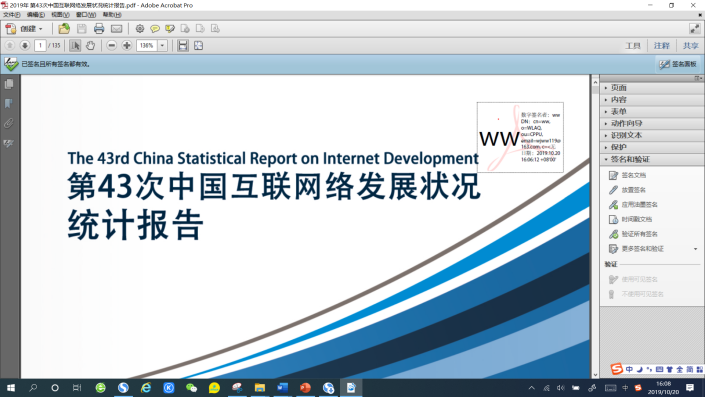 2019年 第43次中国互联网络发展状况统计报告.pdf - Adobe Acrobat Pro
文件(F) 编辑(E) 视图(V) 窗口(W) 帮助(H)
创建
1 / 135
136%
工具 注释 共享
已签名且所有签名都有效。
签名面板
The 43rd China Statistical Report on Internet Development
第43次中国互联网络发展状况
统计报告
ww
数字签名者: ww
DN: cn=ww,
o=WLAQ,
ou=CPPU,
日期: 2019.10.20
16:06:12 +08'00'
页面
内容
表单
动作向导
识别文本
保护
签名和验证
签名文档
放置签名
应用油墨签名
时间戳文档
验证所有签名
更多签名和验证
验证
使用可见签名
不使用可见签名
中
全 简
中
16:08
2019/10/20